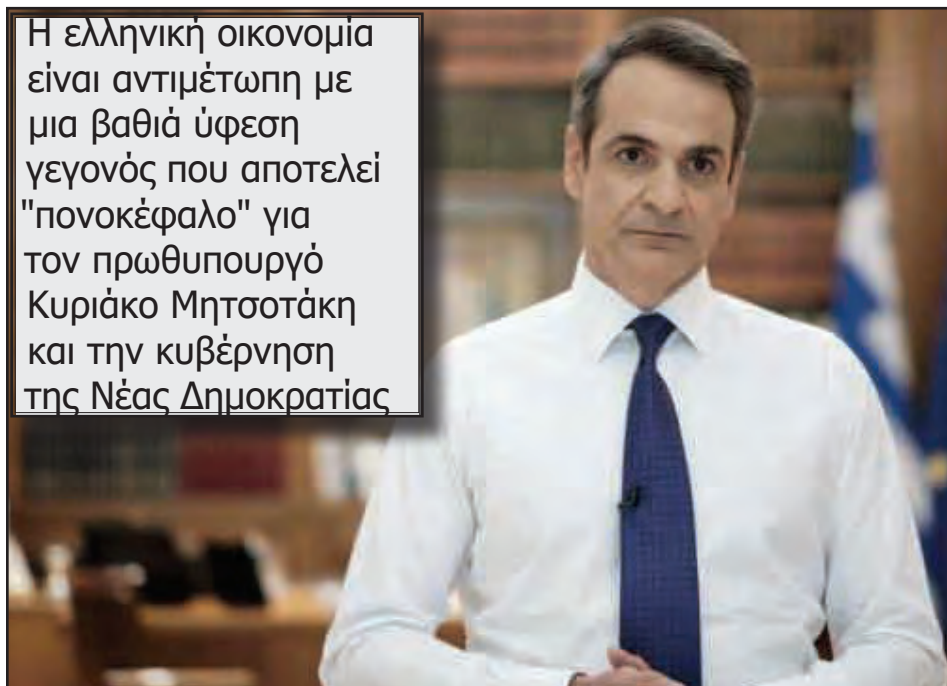 Η ελληνική οικονομία
είναι αντιμέτωπη με
μια βαθιά ύφεση
γεγονός που αποτελεί
"πονοκέφαλο" για
τον πρωθυπουργό
Κυριάκο Μητσοτάκη
και την κυβέρνηση
της Νέας Δημοκρατίας